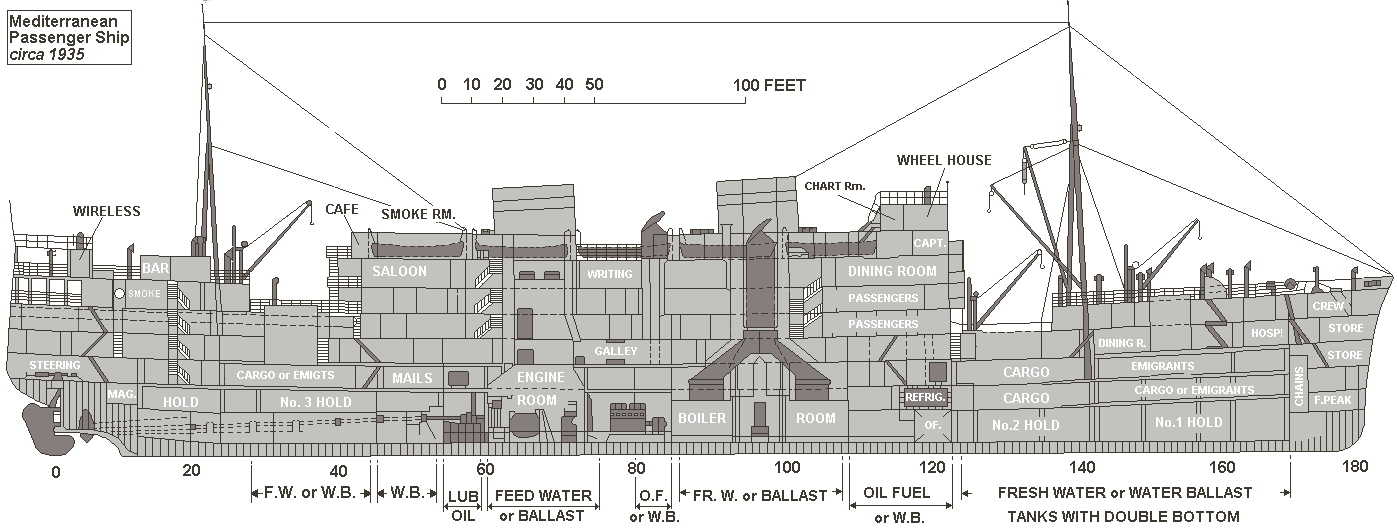 Mediterranean
Passenger Ship
circa 1935
0 10 20 30 40 50 100 FEET
WHEEL HOUSE
CHART Rm.
WIRELESS
CAFE
SMOKE RM.
CAPT.
BAR
SALOON
WRITING
DINING ROOM
SMOKE
PASSENGERS
CREW
PASSENGERS
STORE
HOSPI
DINING R.
GALLEY
STORE
STEERING
EMIGRANTS
CARGO or EMIGTS
MAILS
ENGINE
ROOM
CARGO
CHAINS
MAG.
HOLD
No. 3 HOLD
REFRIG.
CARGO
CARGO or EMIGRANTS
F.PEAK
BOILER
ROOM
OF.
No.2 HOLD
No.1 HOLD
0 20 40 60 80 100 120 140 160 180
F.W. or W.B.
W.B.
LUB
OIL
FEED WATER
or BALLAST
O.F.
or W.B.
FR. W. or BALLAST
OIL FUEL
or W.B.
FRESH WATER or WATER BALLAST
TANKS WITH DOUBLE BOTTOM